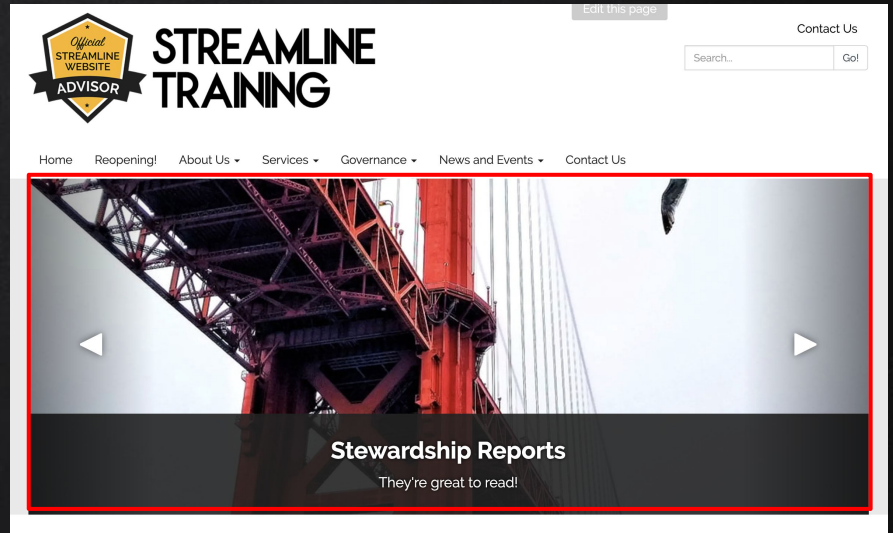 Edit this page
Official
STREAMLINE
WEBSITE
ADVISOR
STREAMLINE
TRAINING
Contact Us
Search...
Go!
Home Reopening! About Us Services Governance News and Events Contact Us
Stewardship Reports
They're great to read!